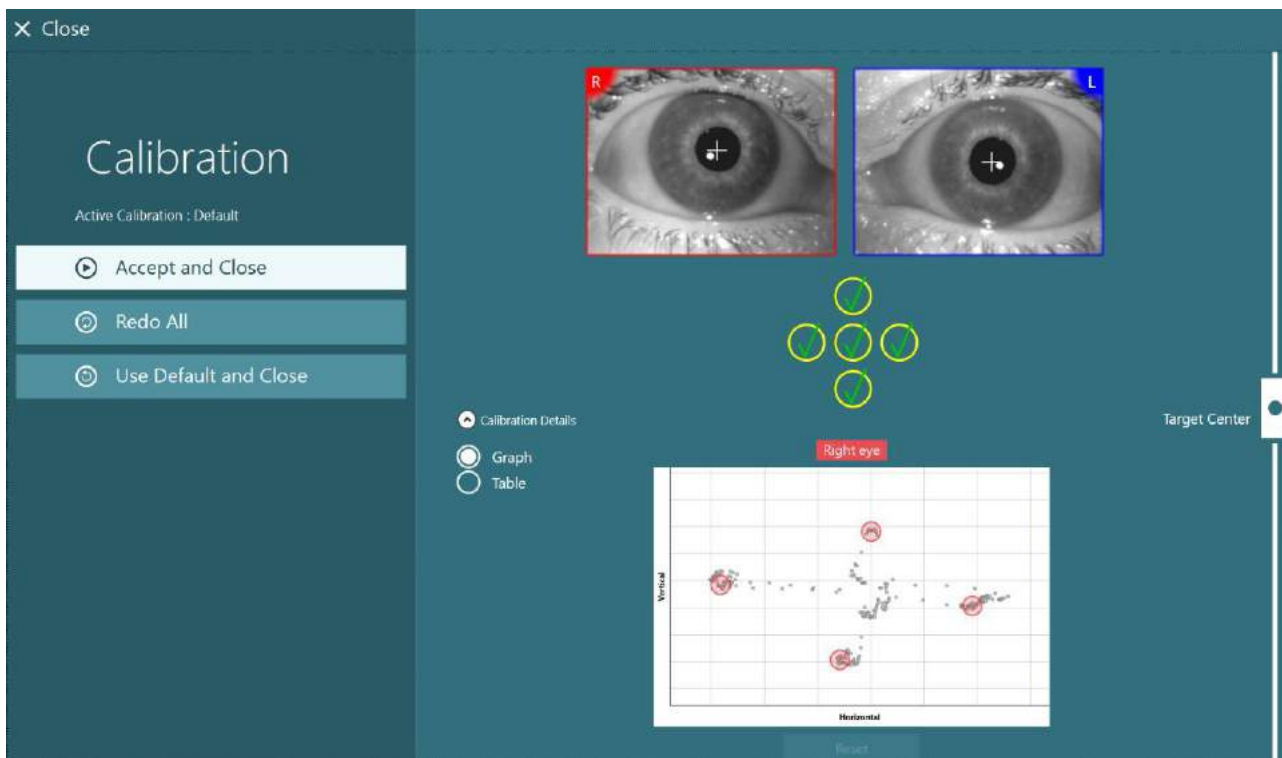 Close
Calibration
Active Calibration : Default
Accept and Close
Redo All
Use Default and Close
R
L
Calibration Details
Graph
Table
Target Center
Right eye
Vertical
Horizontal
Reset